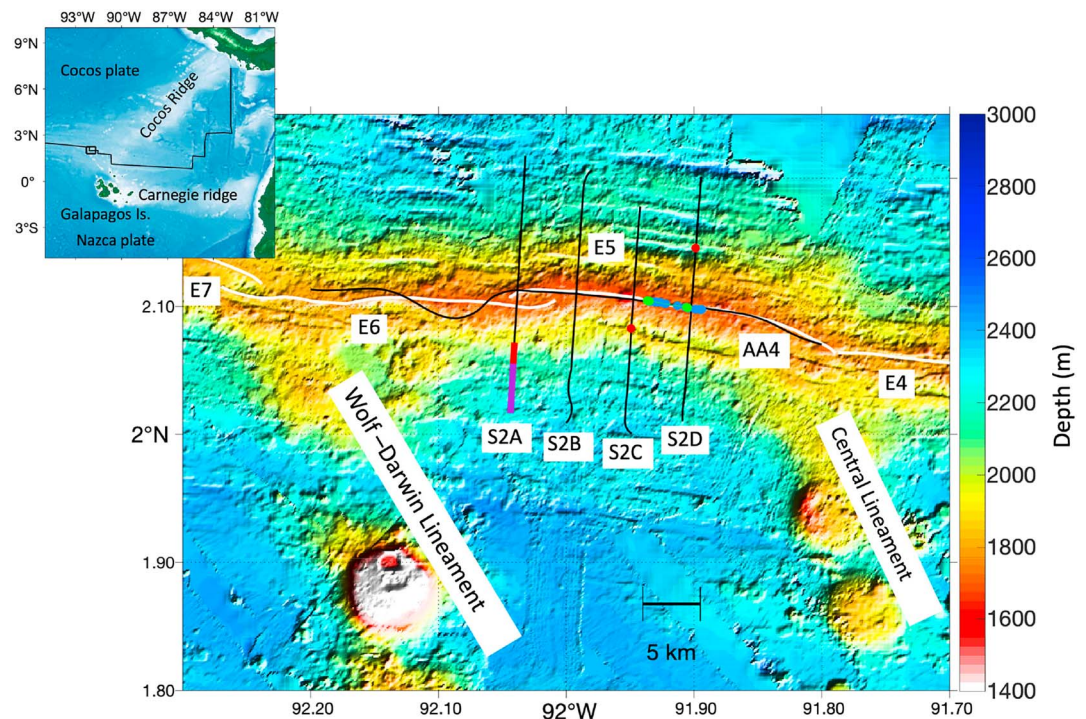 93°W 90°W 87°W 84°W 81°W
9°N
6°N
3°N
0°
3°S
Cocos plate
Cocos Ridge
Carnegie ridge
Galapagos Is.
Nazca plate
3000
2800
2600
2400
2200
2000
1800
1600
1400
Depth (m)
2.10
2°N
1.90
1.80
E7
E6
E5
AA4
E4
S2A
S2B
S2C
S2D
Wolf –Darwin Lineament
Central Lineament
5 km
92.20 92.10 92°W 91.90 91.80 91.70